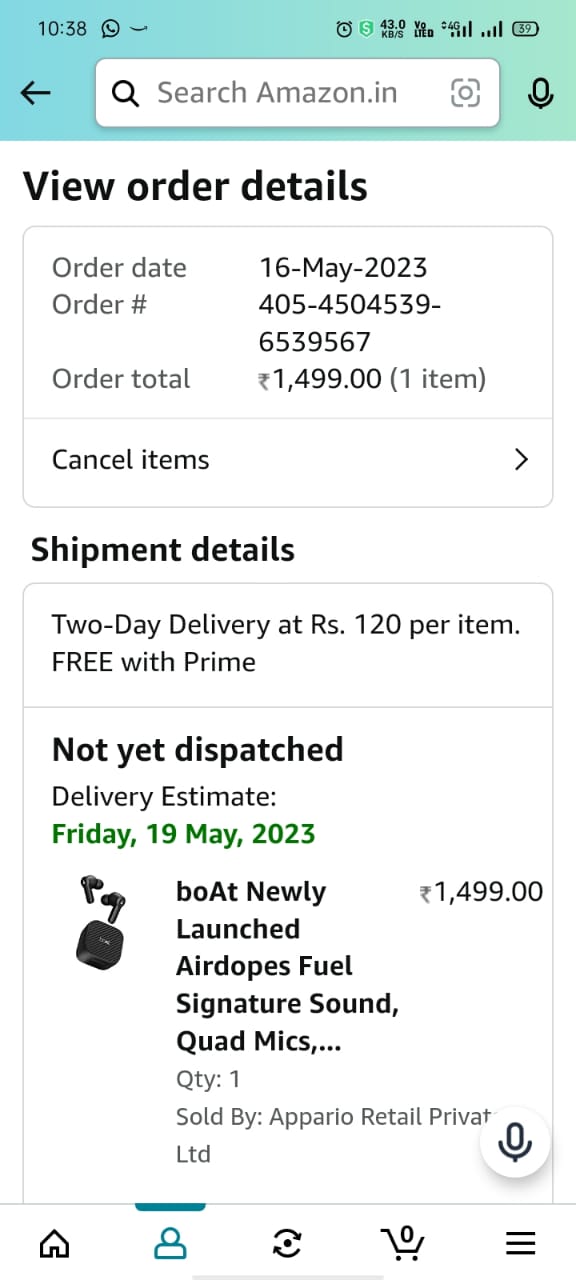 10:38
S 43.0 KB/S Vo LTED 4G 39
Search Amazon.in
View order details
Order date 16-May-2023
Order # 405-4504539-
6539567
Order total ₹1,499.00 (1 item)
Cancel items
Shipment details
Two-Day Delivery at Rs. 120 per item.
FREE with Prime
Not yet dispatched
Delivery Estimate:
Friday, 19 May, 2023
boAt Newly ₹1,499.00
Launched
Airdopes Fuel
Signature Sound,
Quad Mics,...
Qty: 1
Sold By: Appario Retail Privat
Ltd
0